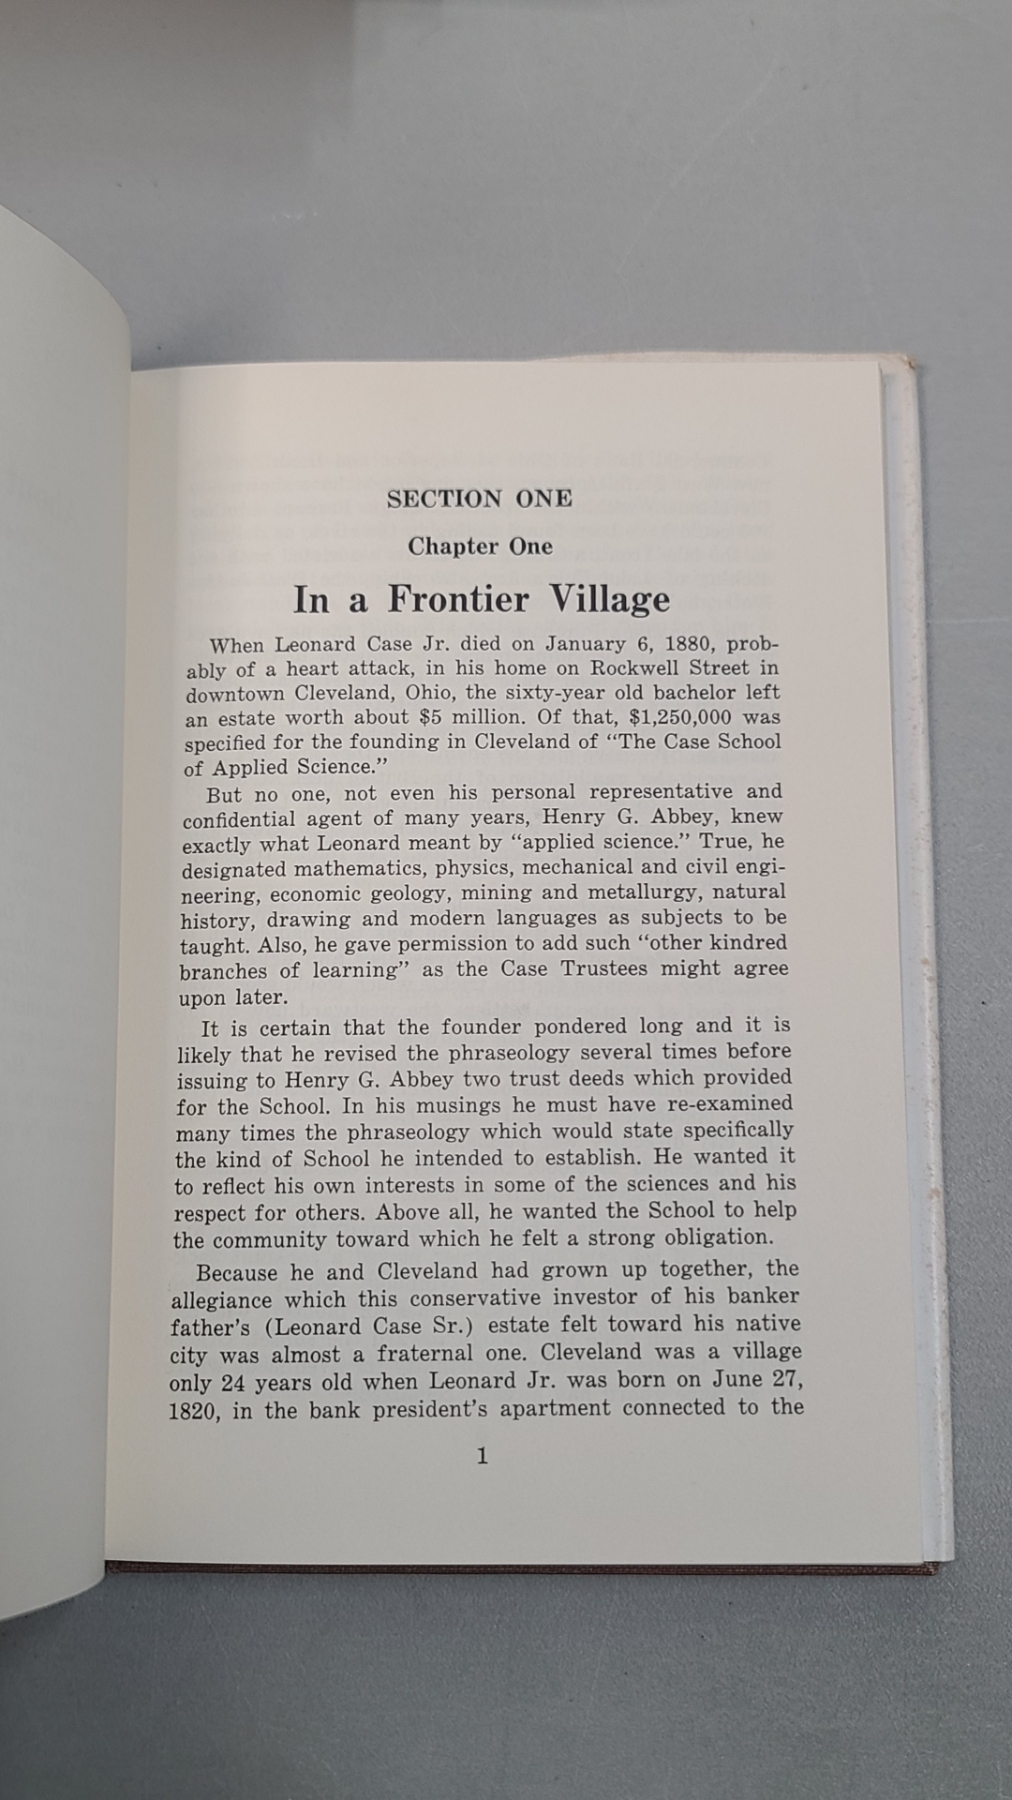 SECTION ONE
Chapter One
In a Frontier Village
When Leonard Case Jr. died on January 6, 1880, prob-
ably of a heart attack, in his home on Rockwell Street in
downtown Cleveland, Ohio, the sixty-year old bachelor left
an estate worth about $5 million. Of that, $1,250,000 was
specified for the founding in Cleveland of “The Case School
of Applied Science.”
But no one, not even his personal representative and
confidential agent of many years, Henry G. Abbey, knew
exactly what Leonard meant by “applied science.” True, he
designated mathematics, physics, mechanical and civil engi-
neering, economic geology, mining and metallurgy, natural
history, drawing and modern languages as subjects to be
taught. Also, he gave permission to add such “other kindred
branches of learning” as the Case Trustees might agree
upon later.
It is certain that the founder pondered long and it is
likely that he revised the phraseology several times before
issuing to Henry G. Abbey two trust deeds which provided
for the School. In his musings he must have re-examined
many times the phraseology which would state specifically
the kind of School he intended to establish. He wanted it
to reflect his own interests in some of the sciences and his
respect for others. Above all, he wanted the School to help
the community toward which he felt a strong obligation.
Because he and Cleveland had grown up together, the
allegiance which this conservative investor of his banker
father’s (Leonard Case Sr.) estate felt toward his native
city was almost a fraternal one. Cleveland was a village
only 24 years old when Leonard Jr. was born on June 27,
1820, in the bank president’s apartment connected to the
1